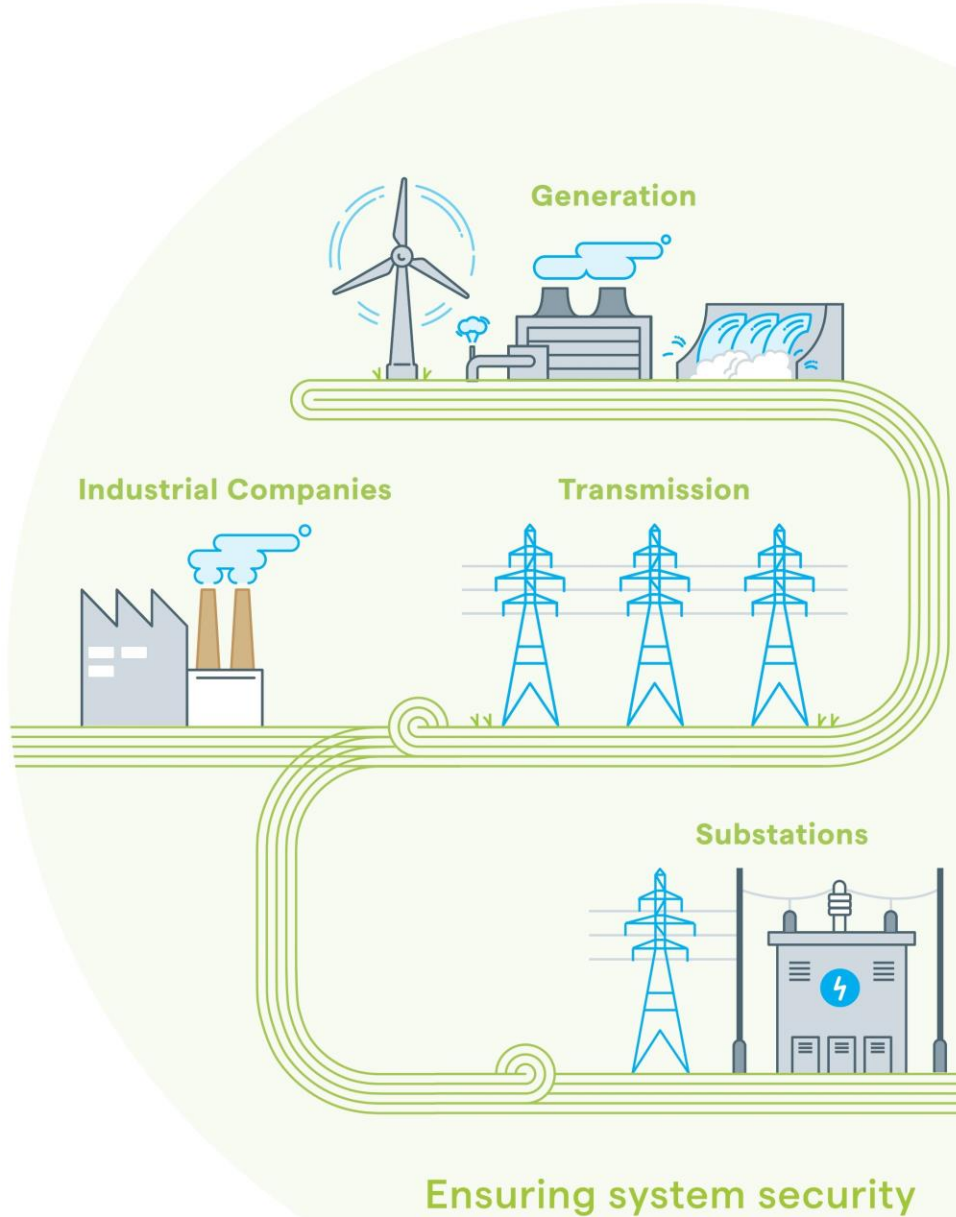 Generation
Industrial Companies
Transmission
Substations
Ensuring system security